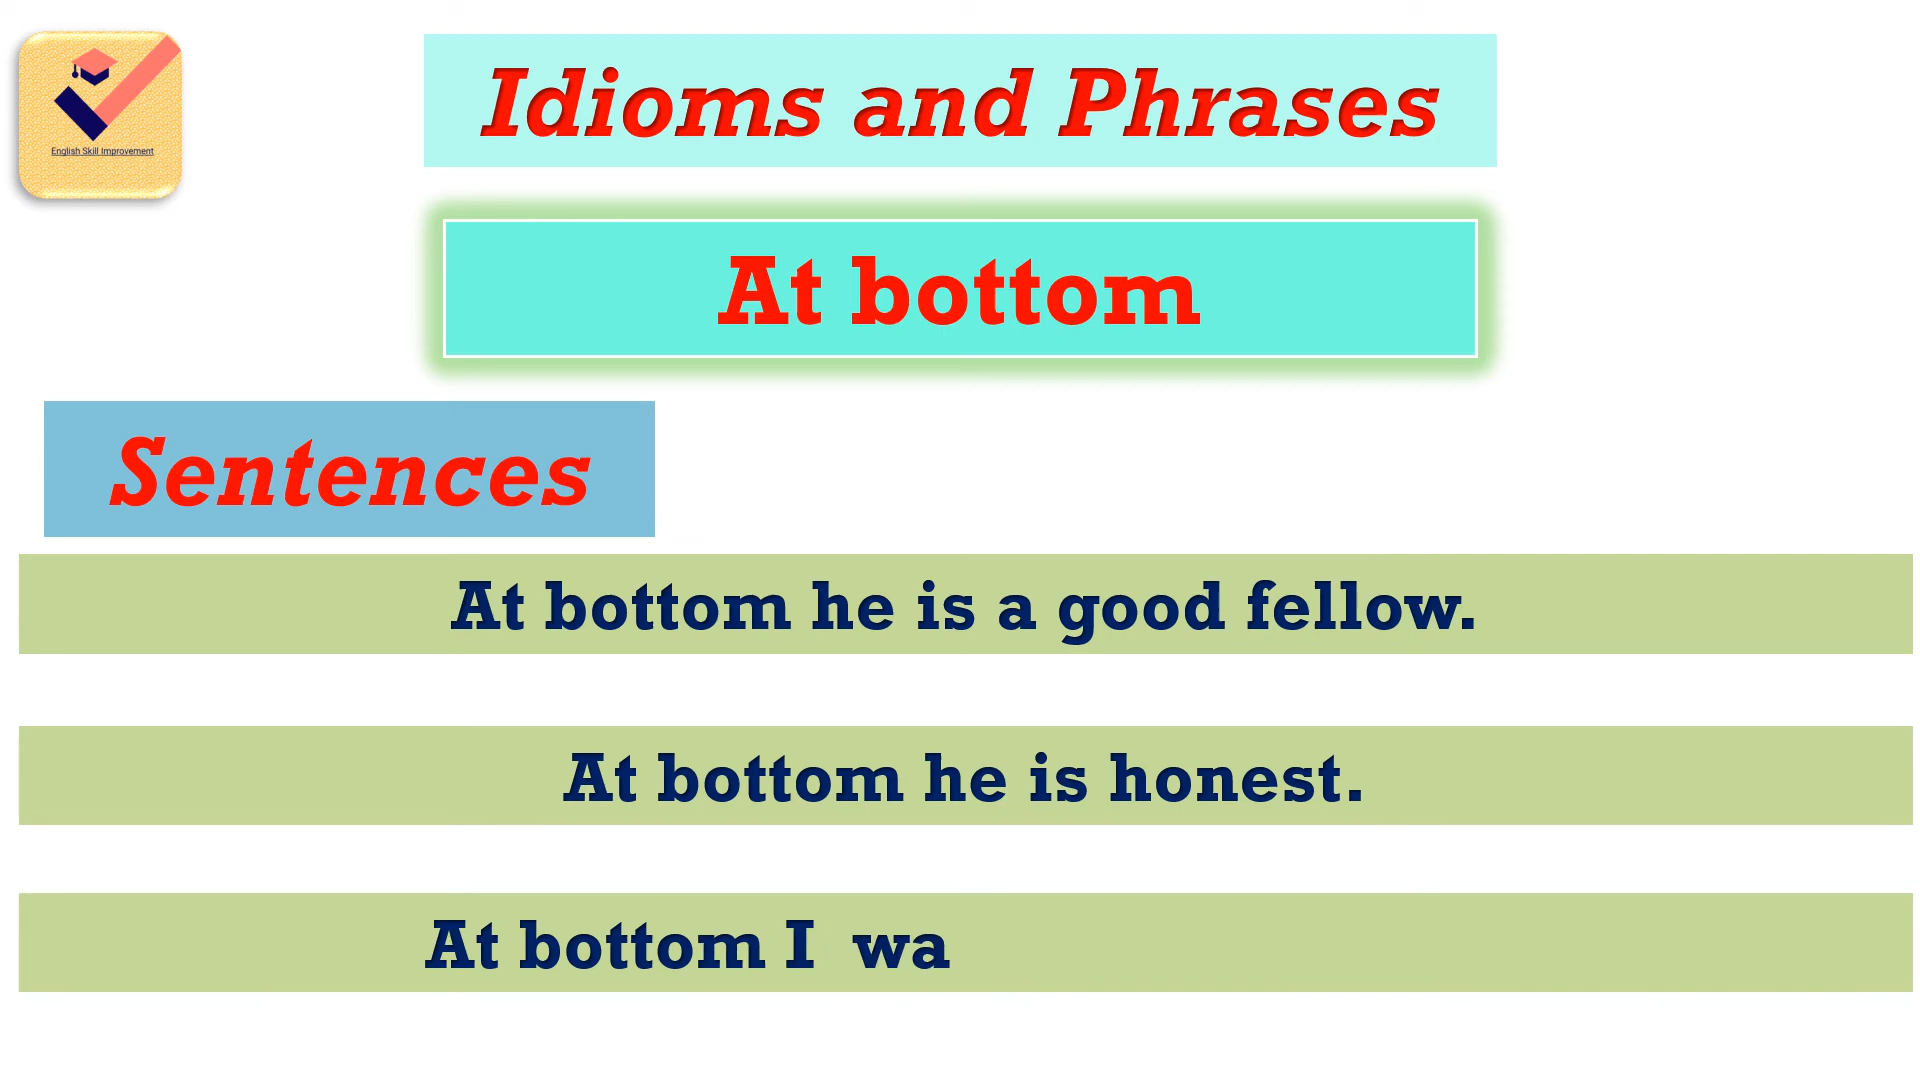 English Skill Improvement
Idioms and Phrases
At bottom
Sentences
At bottom he is a good fellow.
At bottom he is honest.
At bottom I  wa